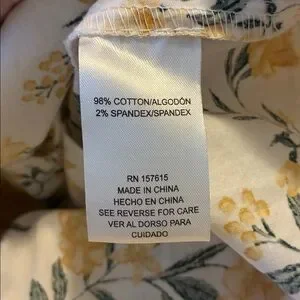 98% COTTON/ALGODÓN
2% SPANDEX/SPANDEX
RN 157615
MADE IN CHINA
HECHO EN CHINA
SEE REVERSE FOR CARE
VER AL DORSO PARA
CUIDADO